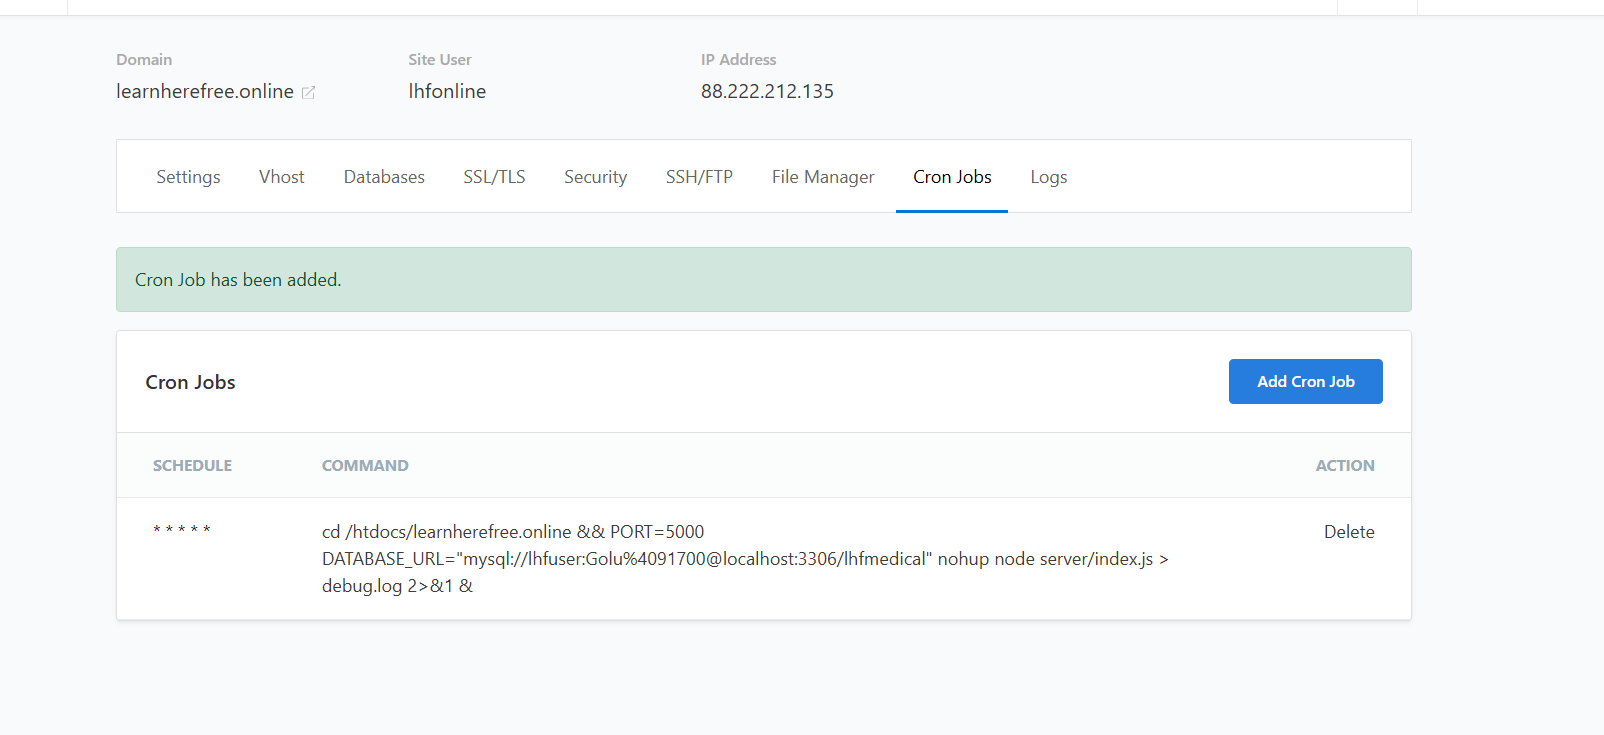 Domain
learnherefree.online
Site User
lhfonline
IP Address
88.222.212.135
Settings
Vhost
Databases
SSL/TLS
Security
SSH/FTP
File Manager
Cron Jobs
Logs
Cron Job has been added.
Cron Jobs
Add Cron Job
SCHEDULE
COMMAND
ACTION
* * * * *
cd /htdocs/learnherefree.online && PORT=5000
DATABASE_URL="mysql://lhfuser:Golu%4091700@localhost:3306/lhfmedical" nohup node server/index.js >
debug.log 2>&1 &
Delete